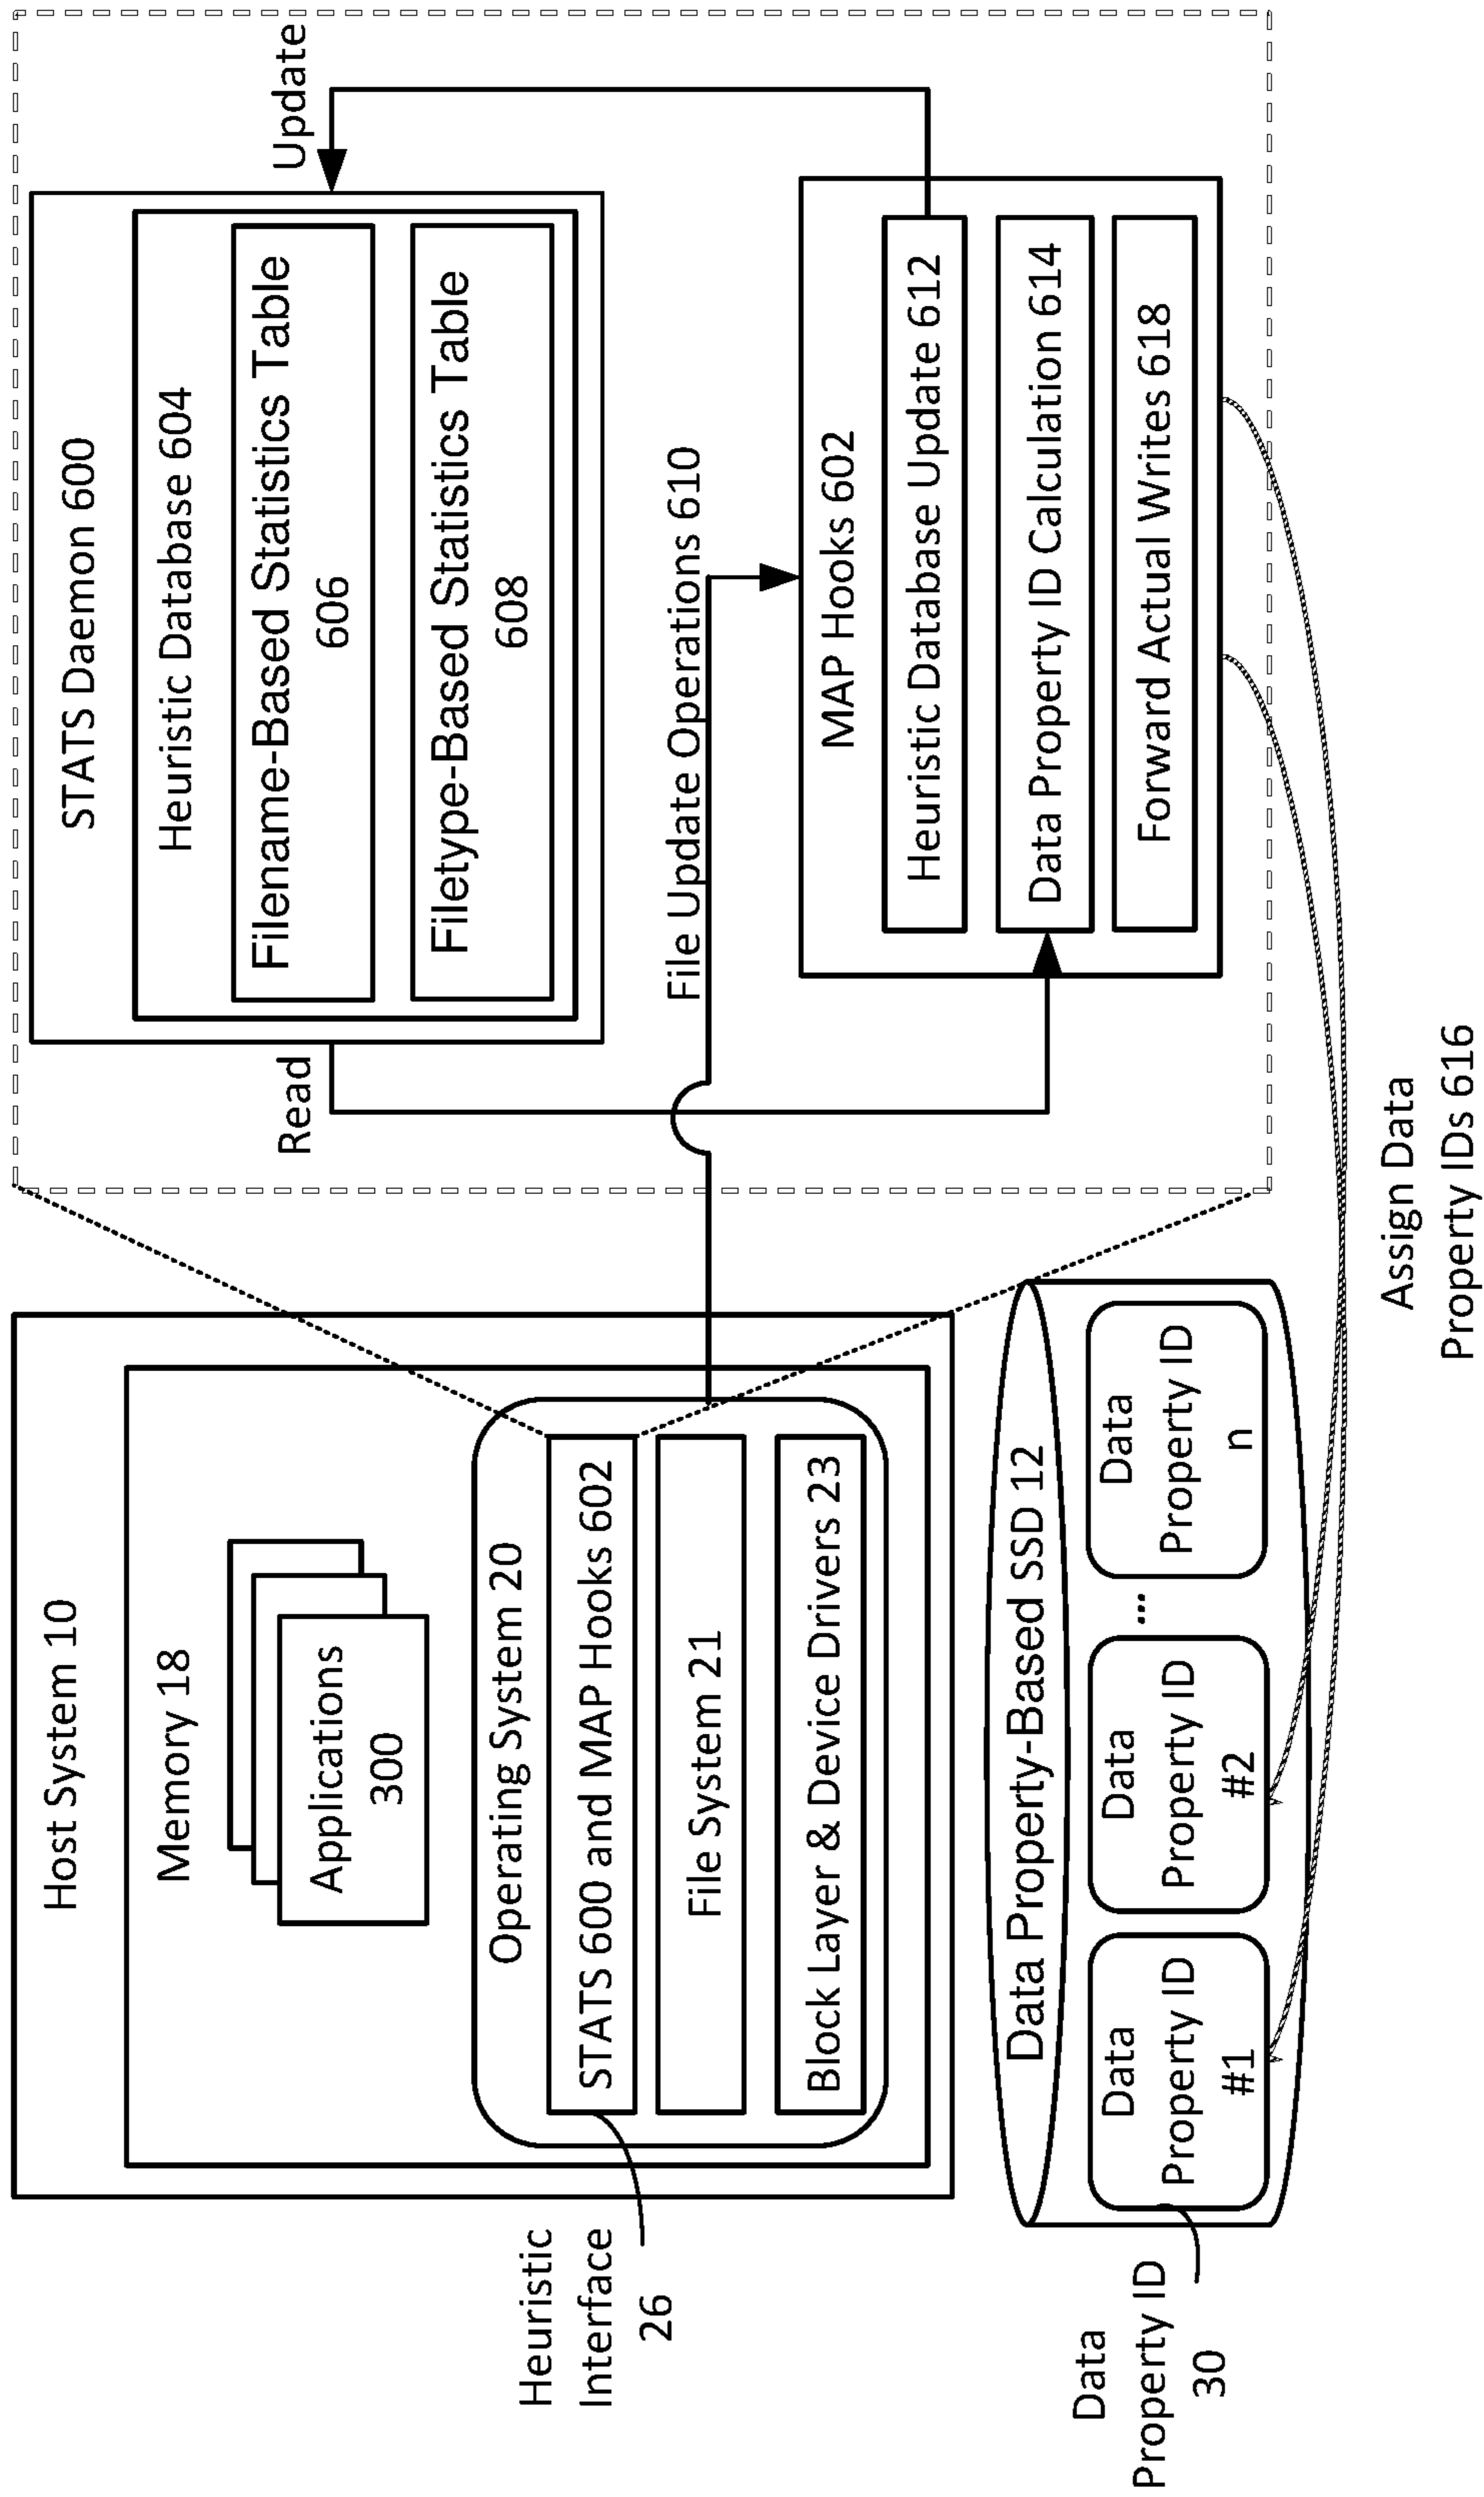 Host System 10
Memory 18
Applications
300
Operating System 20
STATS 600 and MAP Hooks 602
File System 21
Block Layer & Device Drivers 23
Heuristic
Interface
26
Data Property-Based SSD 12
Data
Property ID
#1
Data
Property ID
#2
...
Data
Property ID
n
Data
Property ID
30
STATS Daemon 600
Heuristic Database 604
Filename-Based Statistics Table
606
Filetype-Based Statistics Table
608
Read
Update
File Update Operations 610
MAP Hooks 602
Heuristic Database Update 612
Data Property ID Calculation 614
Forward Actual Writes 618
Assign Data
Property IDs 616